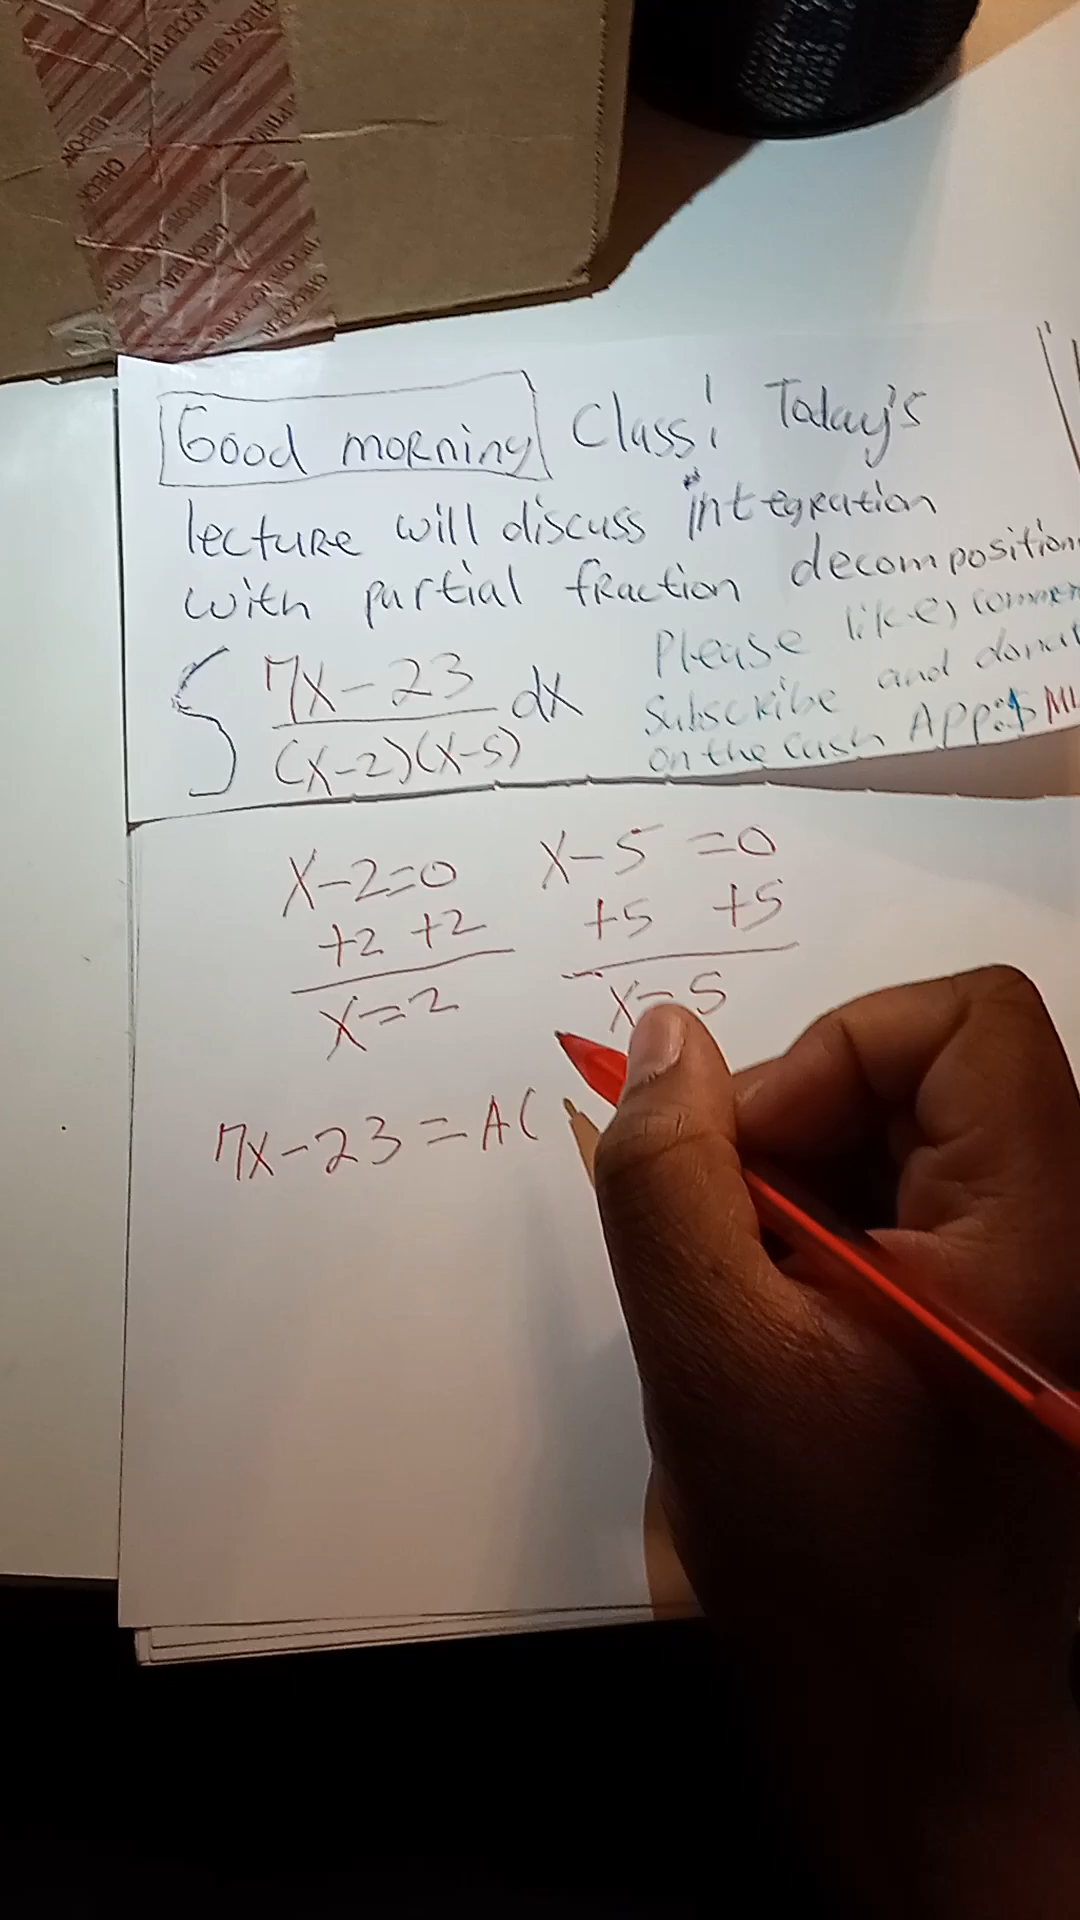 Good morning Class! Today's
lecture will discuss integration
with partial fraction decomposition.
∫ 7x-23 dx
(x-2)(x-5)
Please like, comment
subscribe and donat
on the Cash App:$ ML
x-2=0 x-5=0
+2 +2 +5 +5
x=2 x=5
7x-23=A(